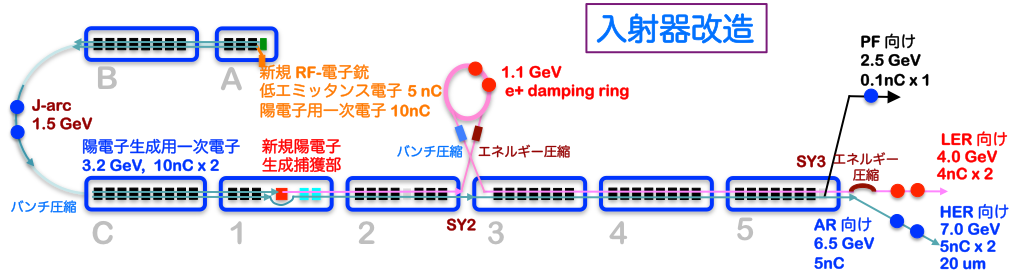 入射器改造
B
A
新規 RF-電子銃
低エミッタンス電子 5 nC
陽電子用一次電子 10nC
J-arc
1.5 GeV
1.1 GeV
e+ damping ring
PF 向け
2.5 GeV
0.1nC x 1
陽電子生成用一次電子
3.2 GeV, 10nC x 2
新規陽電子
生成捕獲部
バンチ圧縮
エネルギー圧縮
SY3
エネルギー
圧縮
LER 向け
4.0 GeV
4nC x 2
バンチ圧縮
SY2
C
1
2
3
4
5
AR 向け
6.5 GeV
5nC
HER 向け
7.0 GeV
5nC x 2
20 um